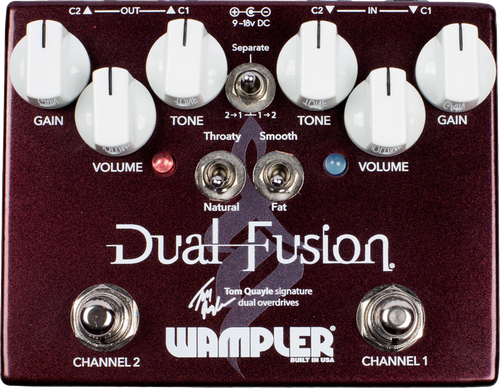 C2 ▲ OUT ▲ C1
9-18v DC
C2 ▼ IN ▼ C1
Separate
GAIN
TONE
2→1 1→2
TONE
GAIN
VOLUME
Throaty
Smooth
VOLUME
Natural
Fat
Dual Fusion®
Tom Quayle signature
dual overdrives
WAMPLER®
BUILT IN USA
CHANNEL 2
CHANNEL 1